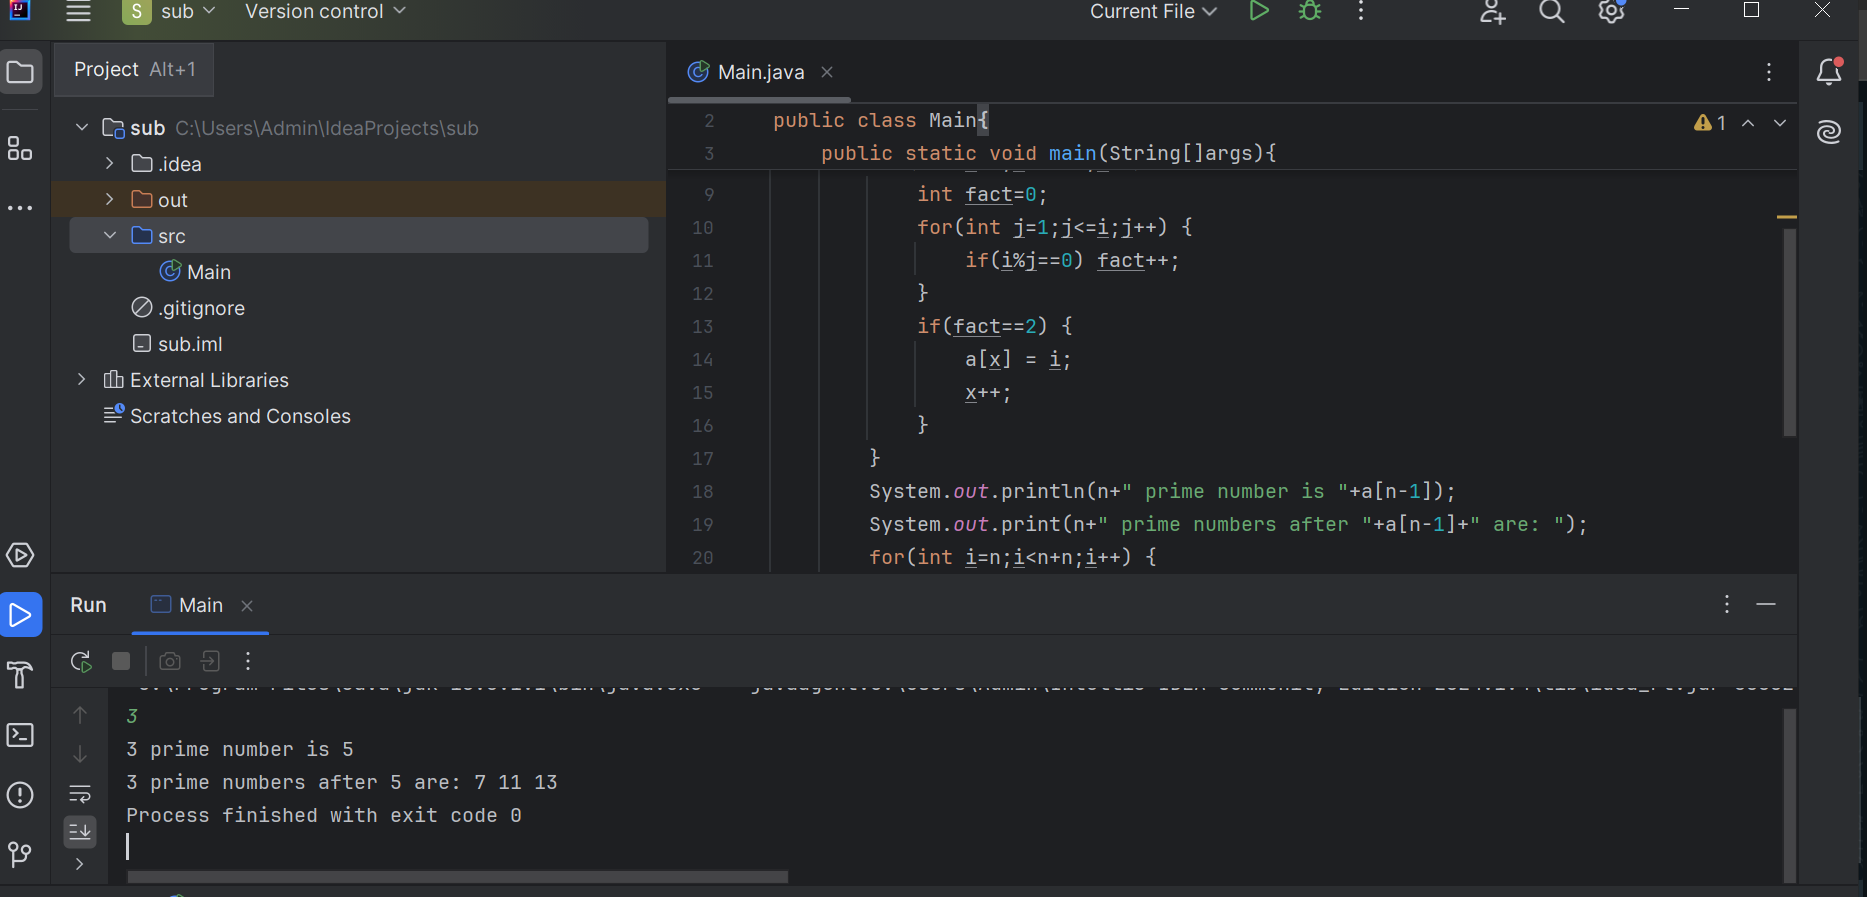 S sub Version control Current File
Project Alt+1
Main.java
sub C:\Users\Admin\IdeaProjects\sub
.idea
out
src
Main
.gitignore
sub.iml
External Libraries
Scratches and Consoles
2 public class Main{
1
3 public static void main(String[]args){
9 int fact=0;
10 for(int j=1;j<=i;j++) {
11 if(i%j==0) fact++;
12 }
13 if(fact==2) {
14 a[x] = i;
15 x++;
16 }
17 }
18 System.out.println(n+" prime number is "+a[n-1]);
19 System.out.print(n+" prime numbers after "+a[n-1]+" are: ");
20 for(int i=n;i<n+n;i++) {
Run Main
3
3 prime number is 5
3 prime numbers after 5 are: 7 11 13
Process finished with exit code 0